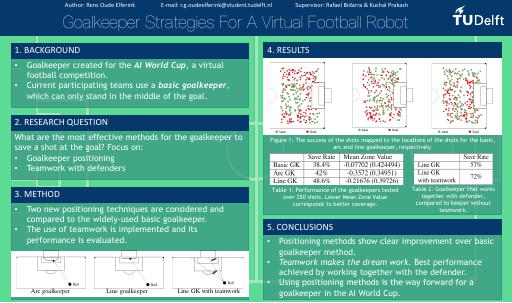 Author: Rens Oude Elferink E-mail: r.g.oudeelferink@student.tudelft.nl Supervisor: Rafael Bidarra & Kushal Prakash
Goalkeeper Strategies For A Virtual Football Robot
TUDelft
1. BACKGROUND
• Goalkeeper created for the AI World Cup, a virtual
football competition.
• Current participating teams use a basic goalkeeper,
which can only stand in the middle of the goal.
2. RESEARCH QUESTION
What are the most effective methods for the goalkeeper to
save a shot at the goal? Focus on:
• Goalkeeper positioning
• Teamwork with defenders
3. METHOD
• Two new positioning techniques are considered and
compared to the widely-used basic goalkeeper.
• The use of teamwork is implemented and its
performance is evaluated.
Ball Ball Ball
Arc goalkeeper Line goalkeeper Line GK with teamwork
4. RESULTS
Save Goal Save Goal Save Goal
Figure 1: The success of the shots mapped to the locations of the shots for the basic,
arc and line goalkeeper, respectively
Save Rate Mean Zone Value
Basic GK 38.4% -0.07702 (0.424494)
Arc GK 42% -0.3572 (0.34951)
Line GK 48.6% -0.21676 (0.39726)
Table 1: Performance of the goalkeepers tested
over 250 shots. Lower Mean Zone Value
corresponds to better coverage.
Save Rate
Line GK 57%
Line GK
with teamwork 72%
Table 2: Goalkeeper that works
together with defender,
compared to keeper without
teamwork.
5. CONCLUSIONS
• Positioning methods show clear improvement over basic
goalkeeper method.
• Teamwork makes the dream work. Best performance
achieved by working together with the defender.
• Using positioning methods is the way forward for a
goalkeeper in the AI World Cup.